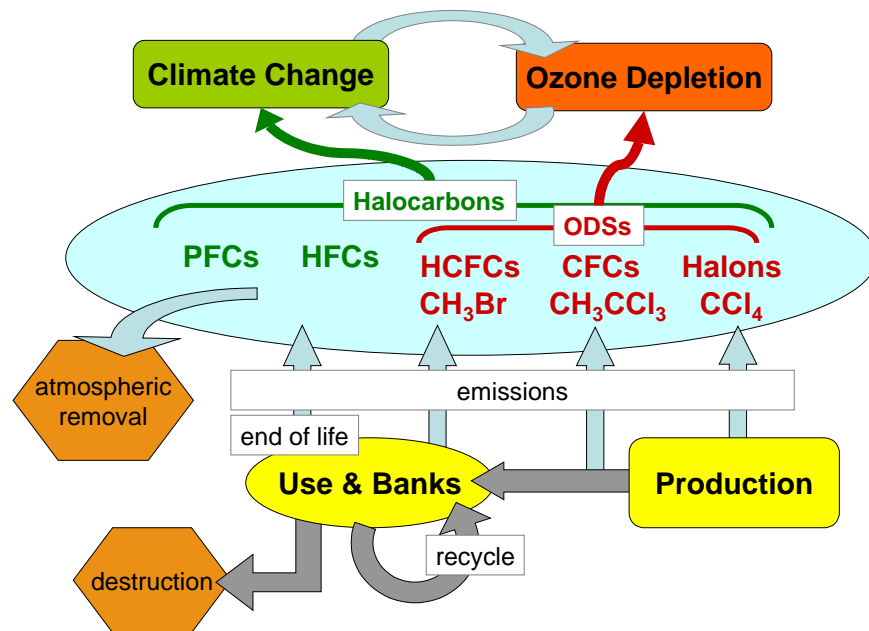 Climate Change
Ozone Depletion
Halocarbons
ODSs
PFCs
HFCs
HCFCs
CFCs
Halons
CH₃Br
CH₃CCl₃
CCl₄
atmospheric
removal
emissions
end of life
Use & Banks
Production
recycle
destruction